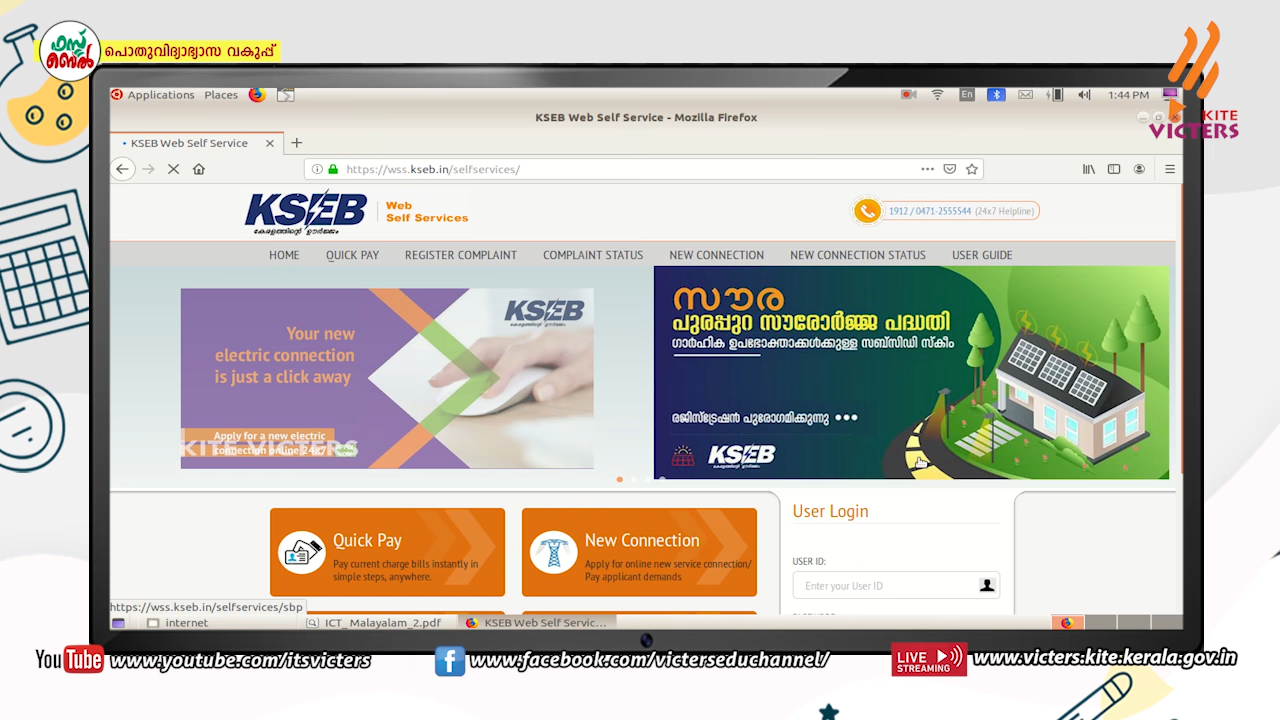 ഫസ്റ്റ് ബെൽ
പൊതുവിദ്യാഭ്യാസ വകുപ്പ്
KITE
VICTERS
Applications Places
En
1:44 PM
KSEB Web Self Service - Mozilla Firefox
KSEB Web Self Service
https://wss.kseb.in/selfservices/
KSEB
കേരളത്തിന്റെ ഊർജ്ജം
Web
Self Services
1912 / 0471-2555544 (24x7 Helpline)
HOME QUICK PAY REGISTER COMPLAINT COMPLAINT STATUS NEW CONNECTION NEW CONNECTION STATUS USER GUIDE
KSEB
Your new
electric connection
is just a click away
Apply for a new electric
connection online 24x7
KITE VICTERS
സൗര
പുരപ്പുറ സൗരോർജ്ജ പദ്ധതി
ഗാർഹിക ഉപഭോക്താക്കൾക്കുള്ള സബ്സിഡി സ്കീം
രജിസ്ട്രേഷൻ പുരോഗമിക്കുന്നു •••
KSEB
Quick Pay
Pay current charge bills instantly in
simple steps, anywhere.
New Connection
Apply for online new service connection/
Pay applicant demands
User Login
USER ID:
Enter your User ID
https://wss.kseb.in/selfservices/sbp
internet
ICT_ Malayalam_2.pdf
KSEB Web Self Servic...
YouTube www.youtube.com/itsvicters
f www.facebook.com/victerseduchannel/
LIVE
STREAMING
www.victers.kite.kerala.gov.in